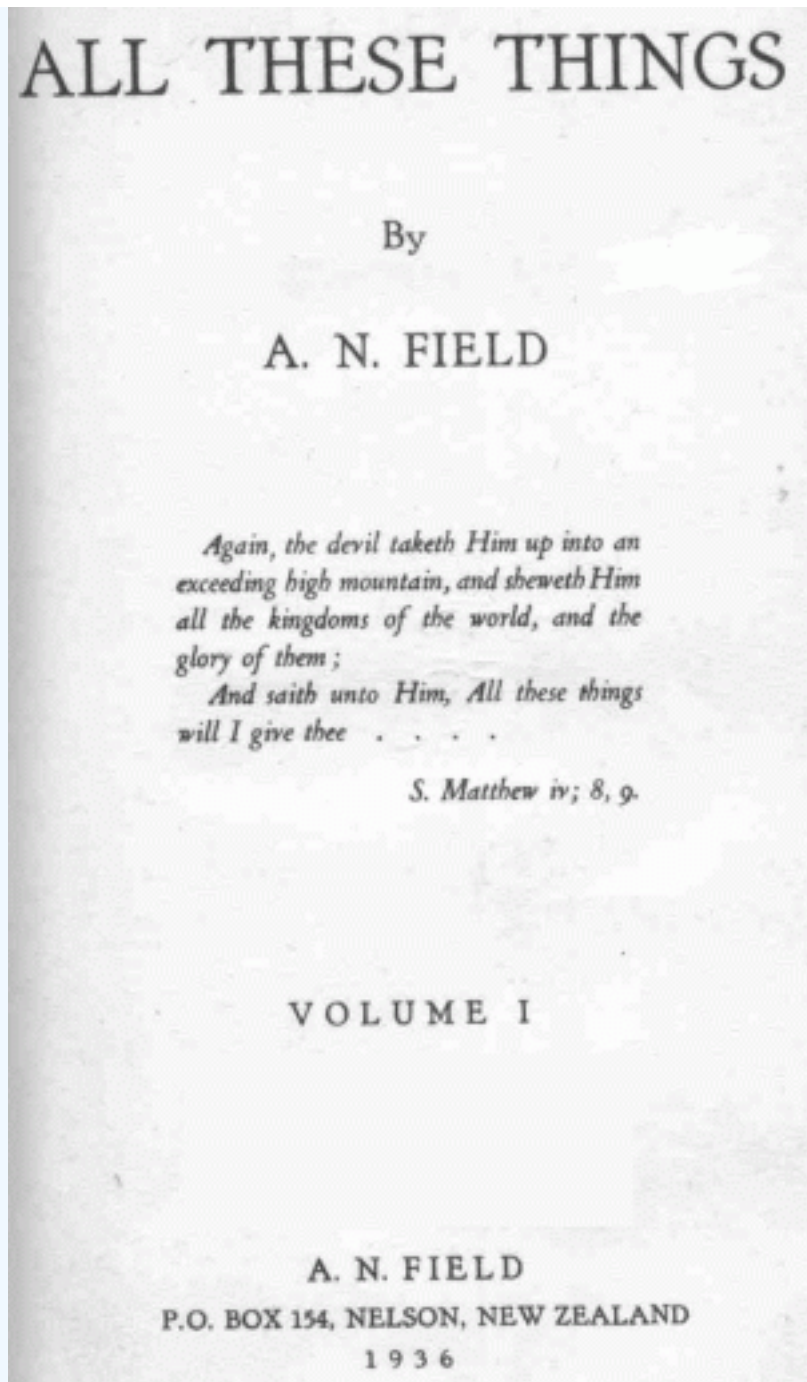 ALL THESE THINGS
By
A. N. FIELD
Again, the devil taketh Him up into an
exceeding high mountain, and sheweth Him
all the kingdoms of the world, and the
glory of them ;
And saith unto Him, All these things
will I give thee . . . .
S. Matthew iv; 8, 9.
VOLUME I
A. N. FIELD
P.O. BOX 154, NELSON, NEW ZEALAND
1936